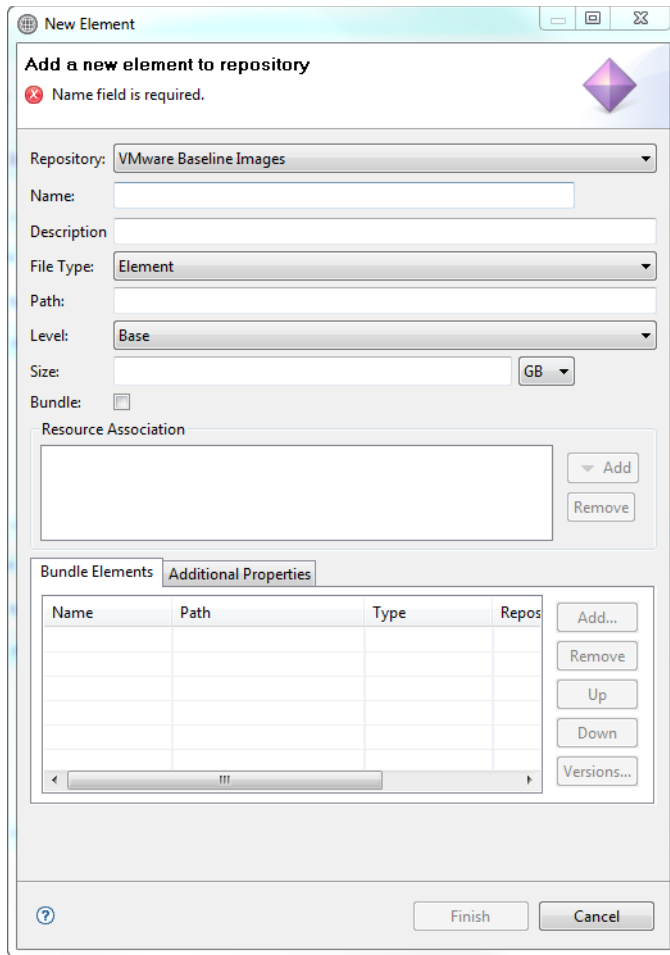 New Element
Add a new element to repository
Name field is required.
Repository: VMware Baseline Images
Name:
Description
File Type: Element
Path:
Level: Base
Size: GB
Bundle:
Resource Association
Add
Remove
Bundle Elements Additional Properties
Name Path Type Repos
Add...
Remove
Up
Down
Versions...
Finish Cancel